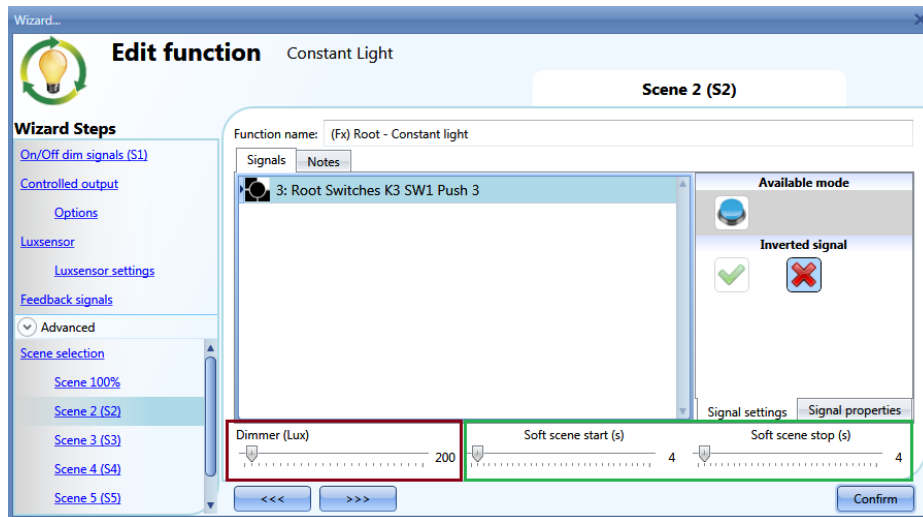 Wizard...
Edit function Constant Light
Scene 2 (S2)
Wizard Steps
On/Off dim signals (S1)
Controlled output
Options
Luxsensor
Luxsensor settings
Feedback signals
Advanced
Scene selection
Scene 100%
Scene 2 (S2)
Scene 3 (S3)
Scene 4 (S4)
Scene 5 (S5)
Function name: (Fx) Root - Constant light
Signals Notes
3: Root Switches K3 SW1 Push 3
Available mode
Inverted signal
Signal settings Signal properties
Dimmer (Lux) Soft scene start (s) Soft scene stop (s)
200 4 4
<<< >>> Confirm